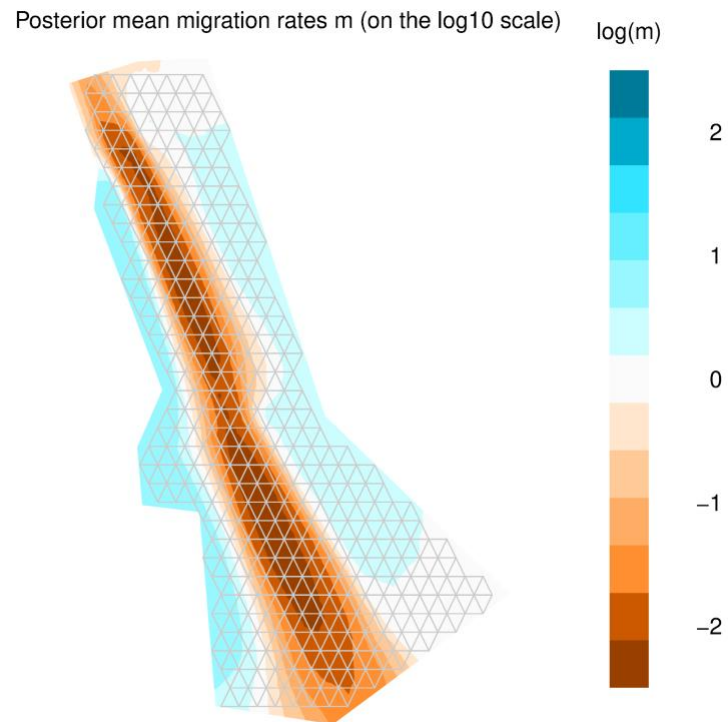 Posterior mean migration rates m (on the log10 scale)
log(m)
2
1
0
−1
−2